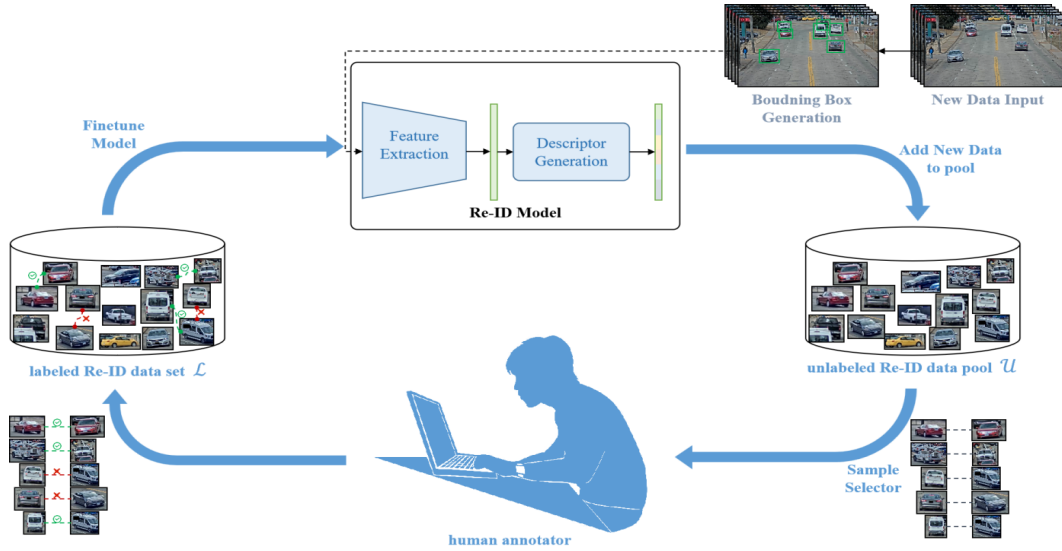 Boudning Box
Generation
New Data Input
Finetune
Model
Feature
Extraction
Descriptor
Generation
Re-ID Model
Add New Data
to pool
labeled Re-ID data set ℒ
unlabeled Re-ID data pool 𝒰
Sample
Selector
human annotator